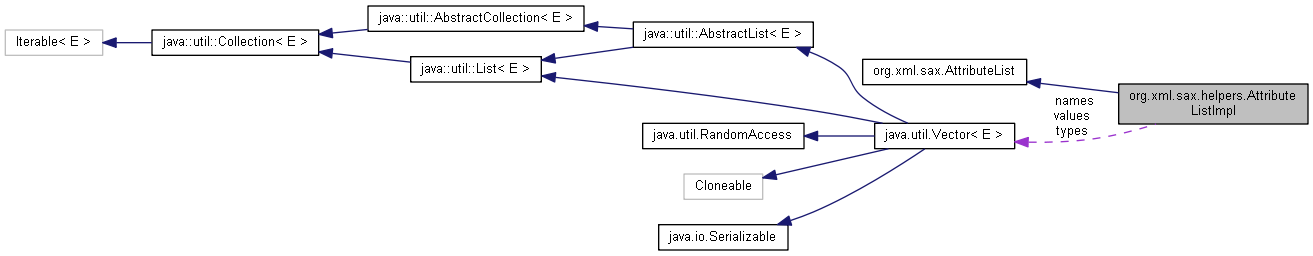 Iterable< E >
java::util::Collection< E >
java::util::AbstractCollection< E >
java::util::List< E >
java::util::AbstractList< E >
org.xml.sax.AttributeList
java.util.RandomAccess
Cloneable
java.io.Serializable
java.util.Vector< E >
names
values
types
org.xml.sax.helpers.Attribute
ListImpl